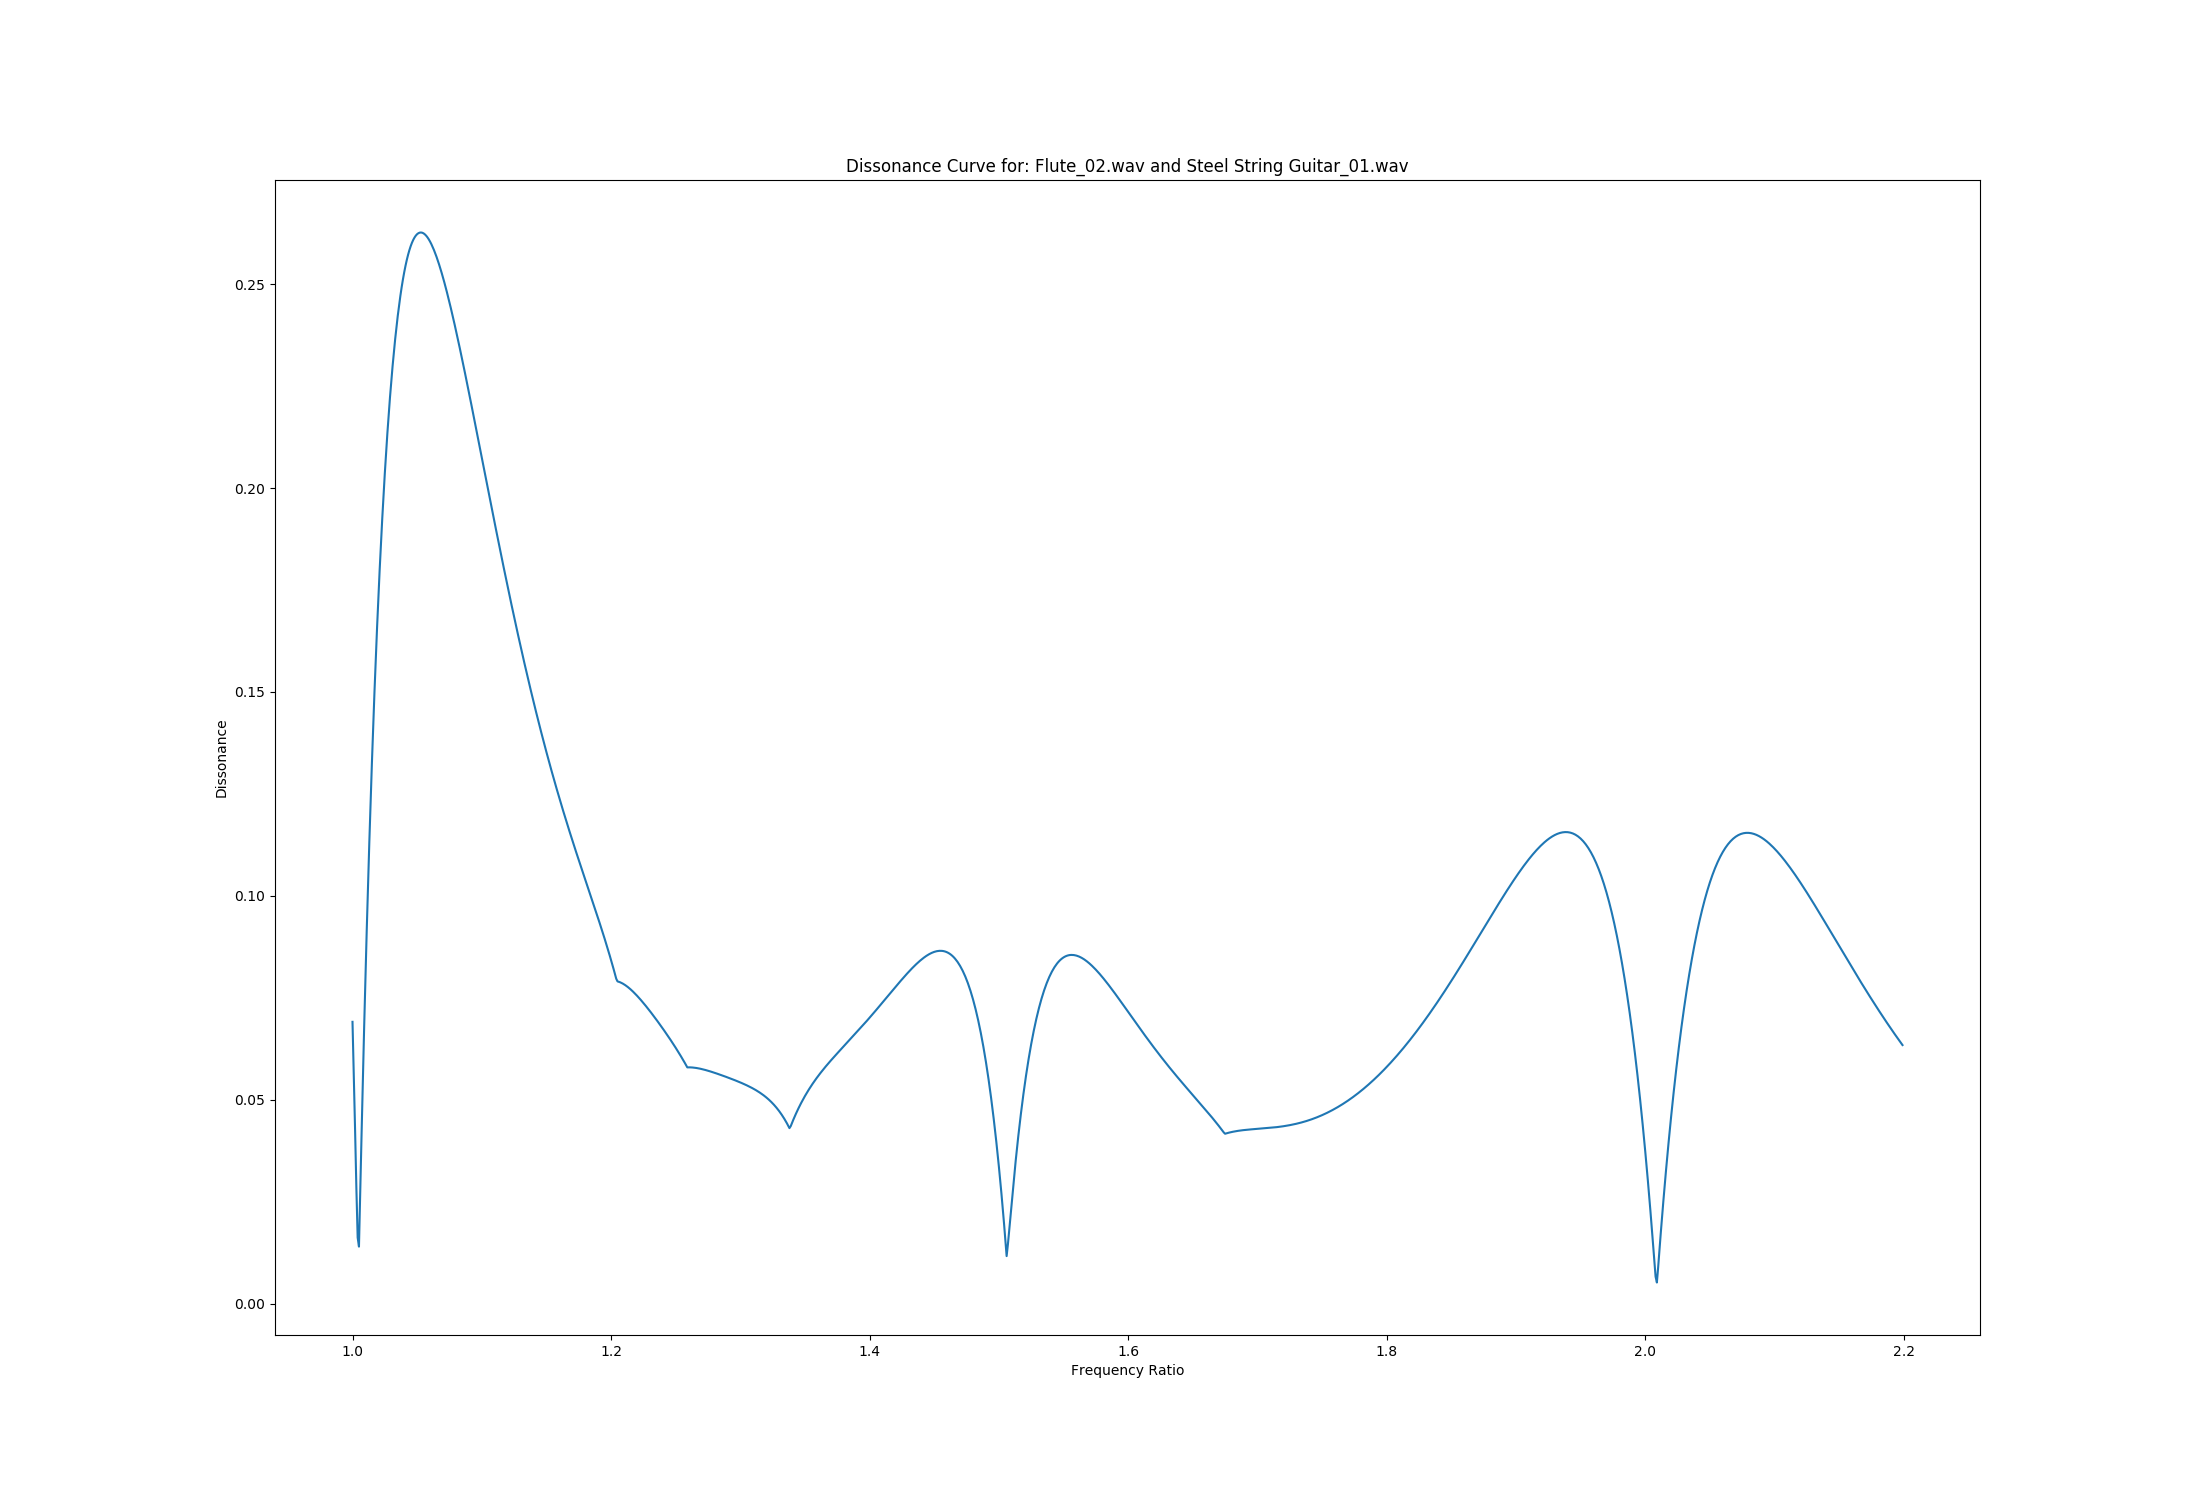 Dissonance Curve for: Flute_02.wav and Steel String Guitar_01.wav
0.25
0.20
0.15
0.10
0.05
0.00
Dissonance
1.0 1.2 1.4 1.6 1.8 2.0 2.2
Frequency Ratio